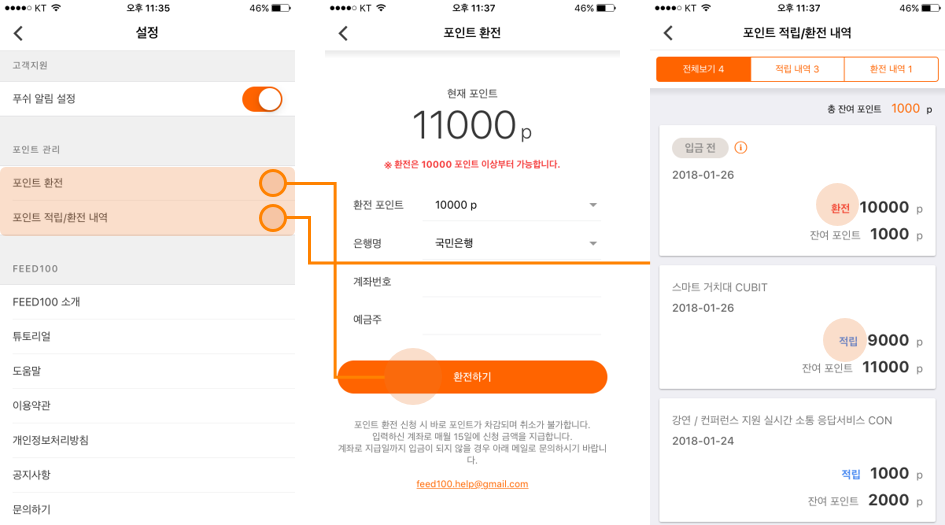 ●●●●○ KT 오후 11:35 46%
설정
고객지원
푸쉬 알림 설정
포인트 관리
포인트 환전
포인트 적립/환전 내역
FEED100
FEED100 소개
튜토리얼
도움말
이용약관
개인정보처리방침
공지사항
문의하기
●●●●○ KT 오후 11:37 46%
포인트 환전
현재 포인트
11000 p
※ 환전은 10000 포인트 이상부터 가능합니다.
환전 포인트 10000 p
은행명 국민은행
계좌번호
예금주
환전하기
포인트 환전 신청 시 바로 포인트가 차감되며 취소가 불가합니다.
입력하신 계좌로 매월 15일에 신청 금액을 지급합니다.
계좌로 지급일까지 입금이 되지 않을 경우 아래 메일로 문의하시기 바랍니
다.
feed100.help@gmail.com
●●●●○ KT 오후 11:37 46%
포인트 적립/환전 내역
전체보기 4 적립 내역 3 환전 내역 1
총 잔여 포인트 1000 p
입금 전
2018-01-26
환전 10000 p
잔여 포인트 1000 p
스마트 거치대 CUBIT
2018-01-26
적립 9000 p
잔여 포인트 11000 p
강연 / 컨퍼런스 지원 실시간 소통 응답서비스 CON
2018-01-24
적립 1000 p
잔여 포인트 2000 p